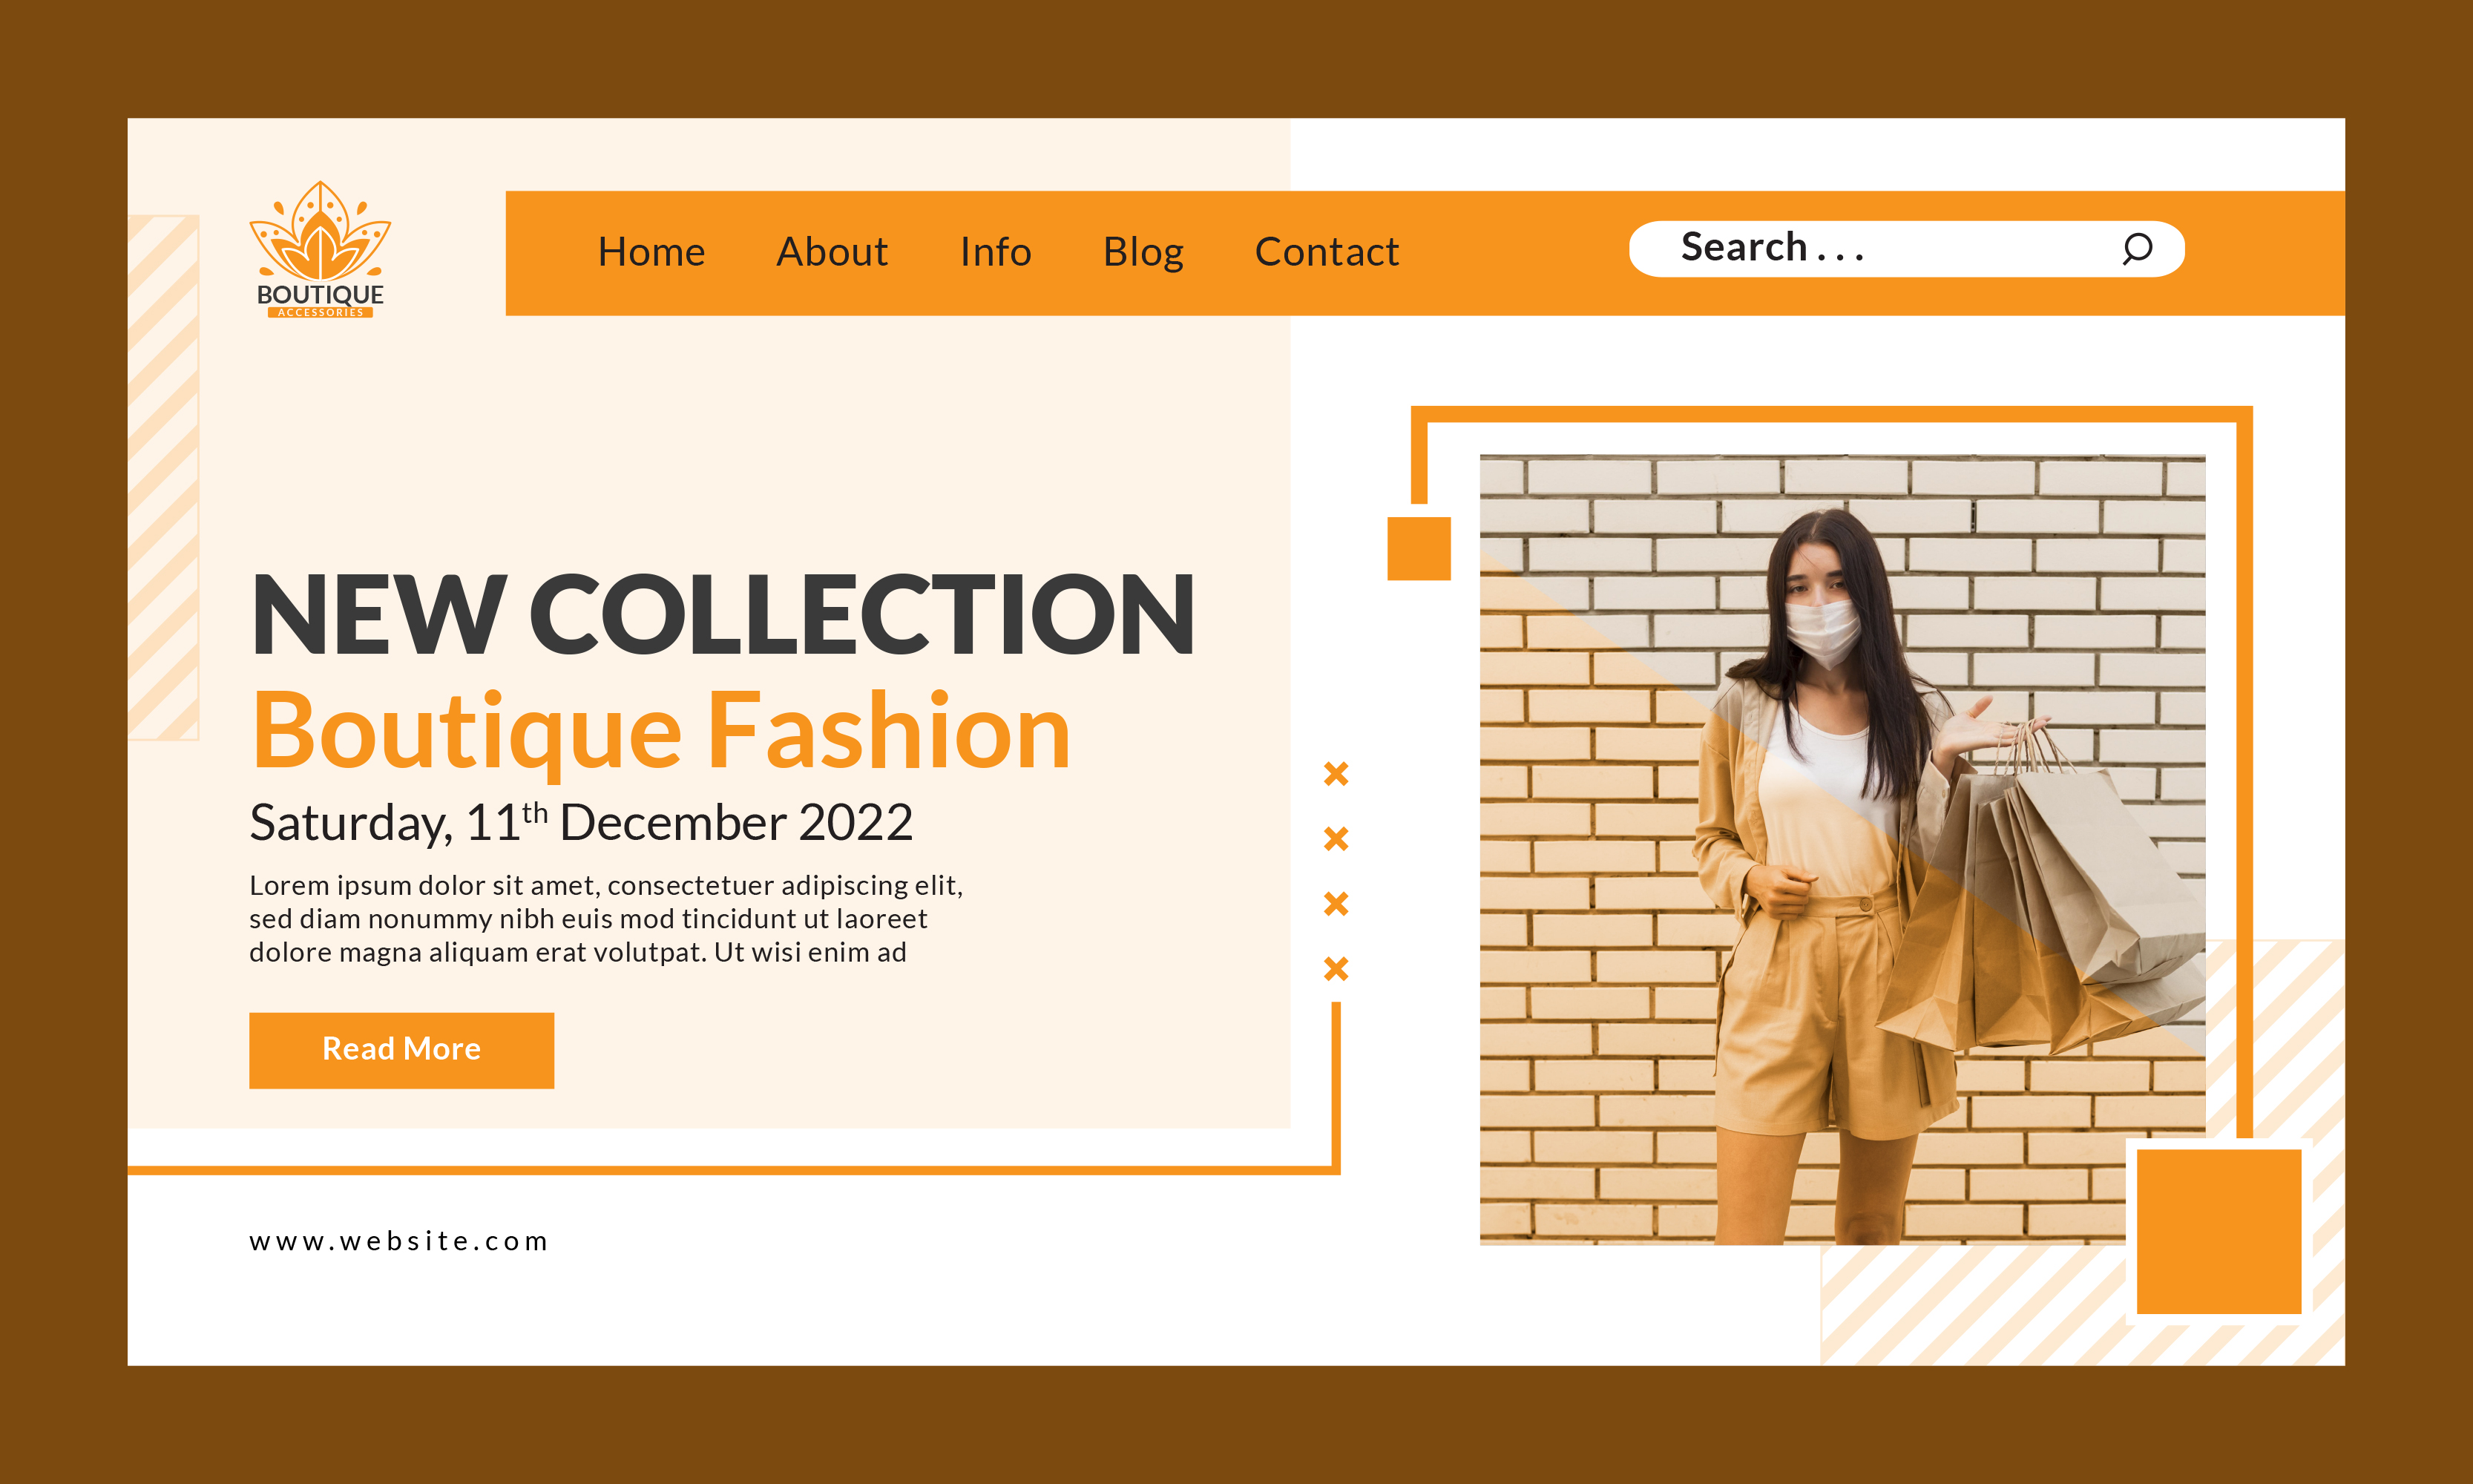 BOUTIQUE
ACCESSORIES
Home About Info Blog Contact
Search . . .
NEW COLLECTION
Boutique Fashion
Saturday, 11th December 2022
Lorem ipsum dolor sit amet, consectetuer adipiscing elit,
sed diam nonummy nibh euis mod tincidunt ut laoreet
dolore magna aliquam erat volutpat. Ut wisi enim ad
Read More
www.website.com